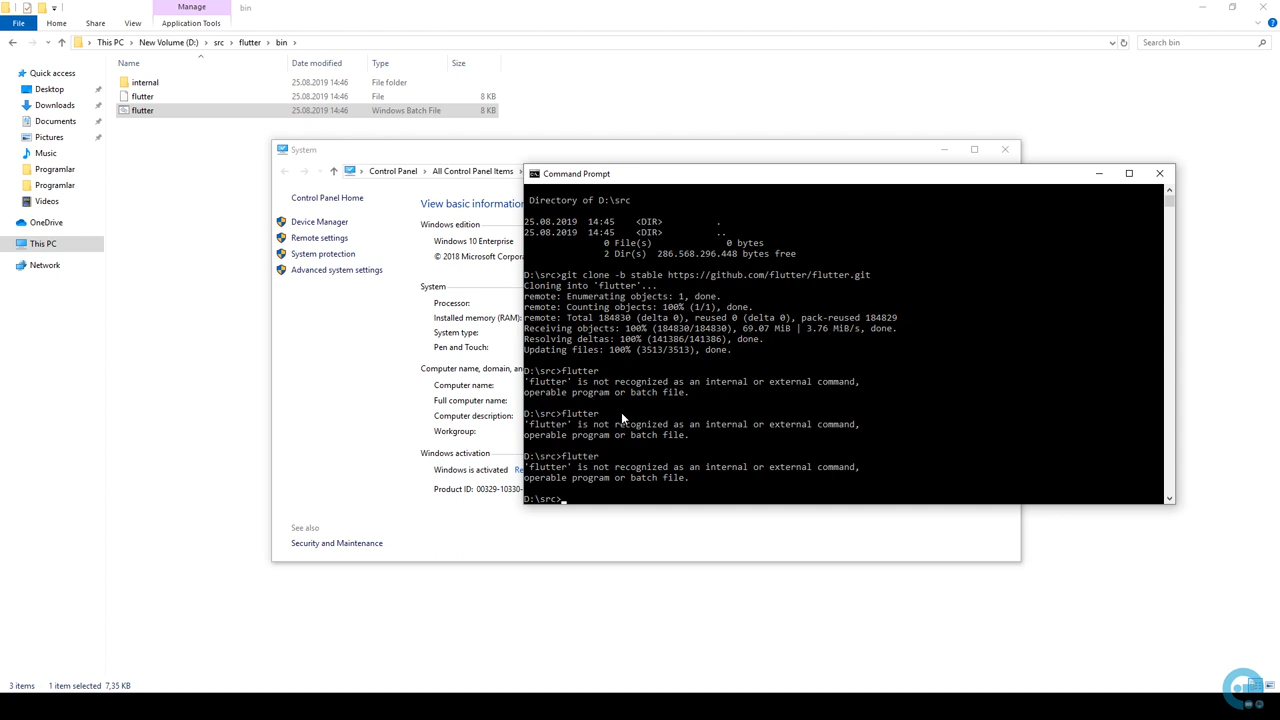 Manage
bin
File
Home
Share
View
Application Tools
This PC
New Volume (D:)
src
flutter
bin
Search bin
Name
Date modified
Type
Size
Quick access
Desktop
Downloads
Documents
Pictures
Music
Programlar
Programlar
Videos
OneDrive
This PC
Network
internal
25.08.2019 14:46
File folder
flutter
25.08.2019 14:46
File
8 KB
flutter
25.08.2019 14:46
Windows Batch File
8 KB
System
Control Panel
All Control Panel Items
Control Panel Home
Device Manager
Remote settings
System protection
Advanced system settings
See also
Security and Maintenance
View basic information
Windows edition
Windows 10 Enterprise
© 2018 Microsoft Corpora
System
Processor:
Installed memory (RAM):
System type:
Pen and Touch:
Computer name, domain, and
Computer name:
Full computer name:
Computer description:
Workgroup:
Windows activation
Windows is activated Re
Product ID: 00329-10330-
Command Prompt
Directory of D:\src
25.08.2019 14:45 <DIR> .
25.08.2019 14:45 <DIR> ..
0 File(s) 0 bytes
2 Dir(s) 286.568.296.448 bytes free
D:\src>git clone -b stable https://github.com/flutter/flutter.git
Cloning into 'flutter'...
remote: Enumerating objects: 1, done.
remote: Counting objects: 100% (1/1), done.
remote: Total 184830 (delta 0), reused 0 (delta 0), pack-reused 184829
Receiving objects: 100% (184830/184830), 69.07 MiB | 3.76 MiB/s, done.
Resolving deltas: 100% (141386/141386), done.
Updating files: 100% (3513/3513), done.
D:\src>flutter
'flutter' is not recognized as an internal or external command,
operable program or batch file.
D:\src>flutter
'flutter' is not recognized as an internal or external command,
operable program or batch file.
D:\src>flutter
'flutter' is not recognized as an internal or external command,
operable program or batch file.
D:\src>
3 items
1 item selected 7,35 KB